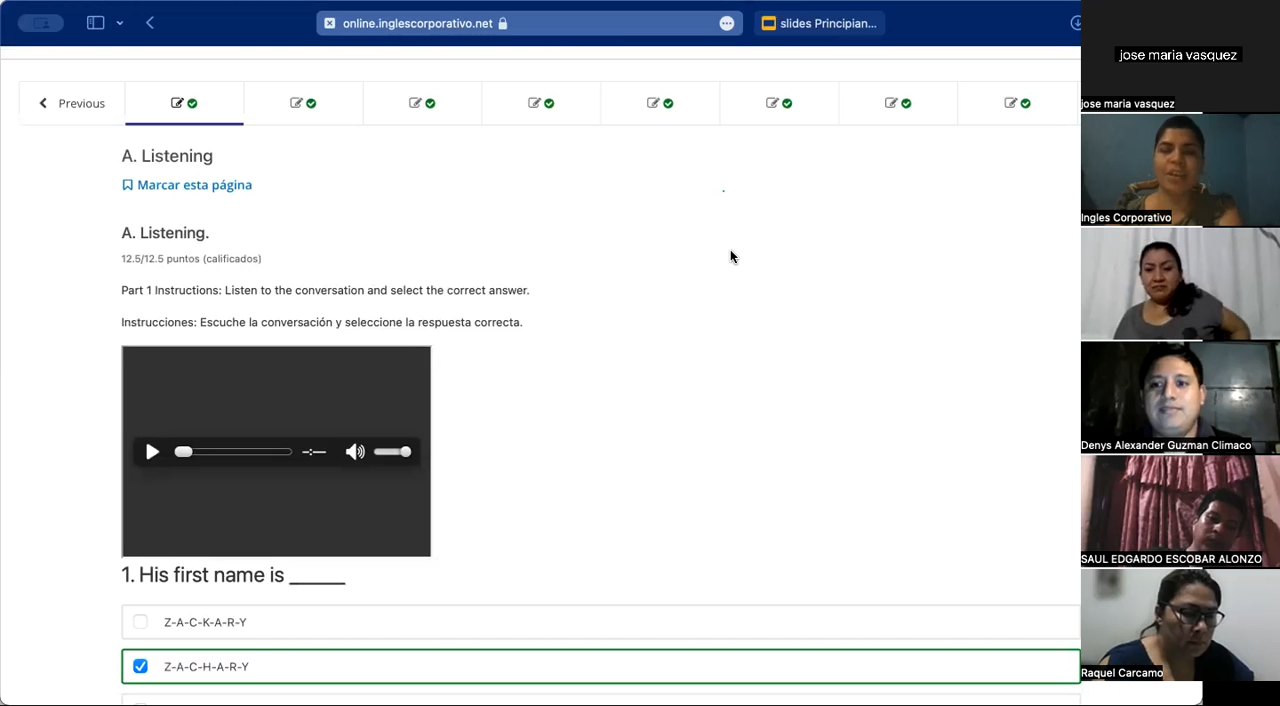 online.inglescorporativo.net
slides Principian...
Previous
A. Listening
Marcar esta página
A. Listening.
12.5/12.5 puntos (calificados)
Part 1 Instructions: Listen to the conversation and select the correct answer.
Instrucciones: Escuche la conversación y seleccione la respuesta correcta.
--:--
1. His first name is ______
Z-A-C-K-A-R-Y
Z-A-C-H-A-R-Y
jose maria vasquez
jose maria vasquez
Ingles Corporativo
Denys Alexander Guzman Climaco
SAUL EDGARDO ESCOBAR ALONZO
Raquel Carcamo